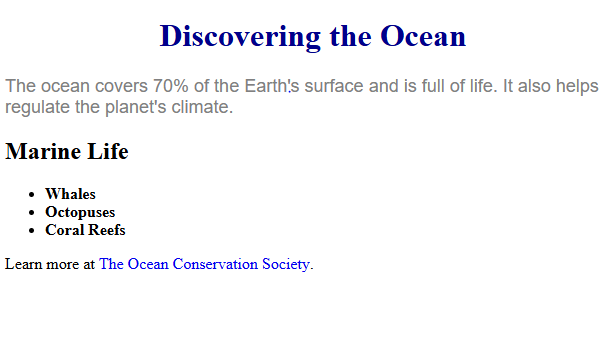 Discovering the Ocean
The ocean covers 70% of the Earth's surface and is full of life. It also helps
regulate the planet's climate.
Marine Life
• Whales
• Octopuses
• Coral Reefs
Learn more at The Ocean Conservation Society.